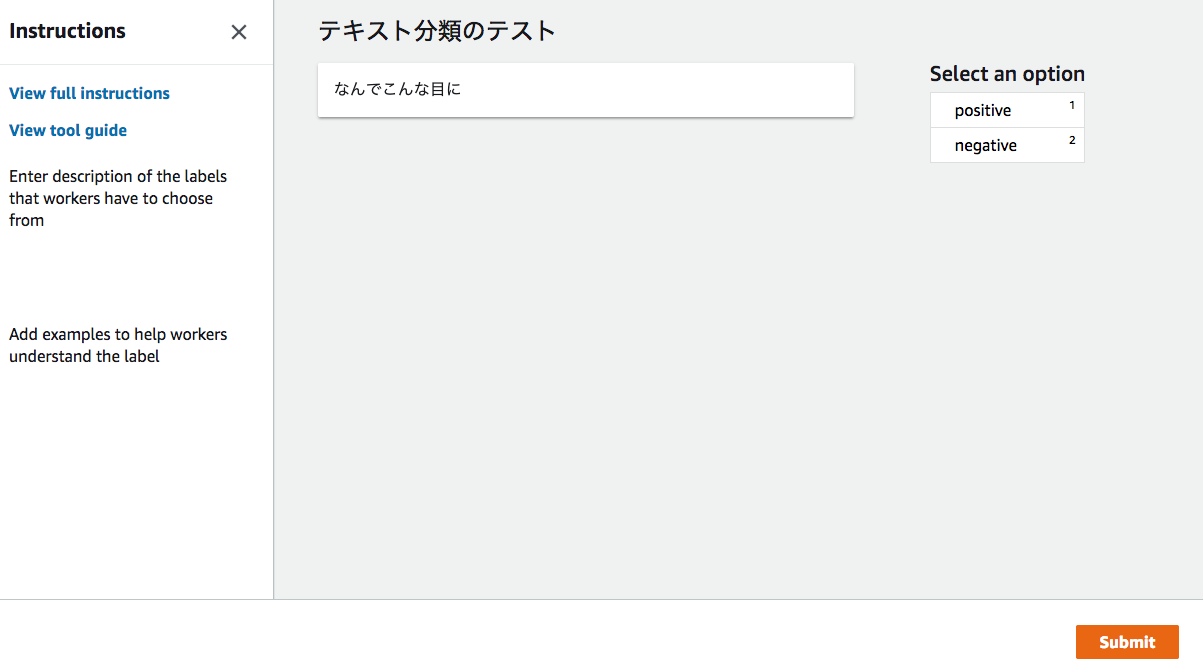 Instructions
View full instructions
View tool guide
Enter description of the labels
that workers have to choose
from
Add examples to help workers
understand the label
テキスト分類のテスト
なんでこんな目に
Select an option
positive 1
negative 2
Submit